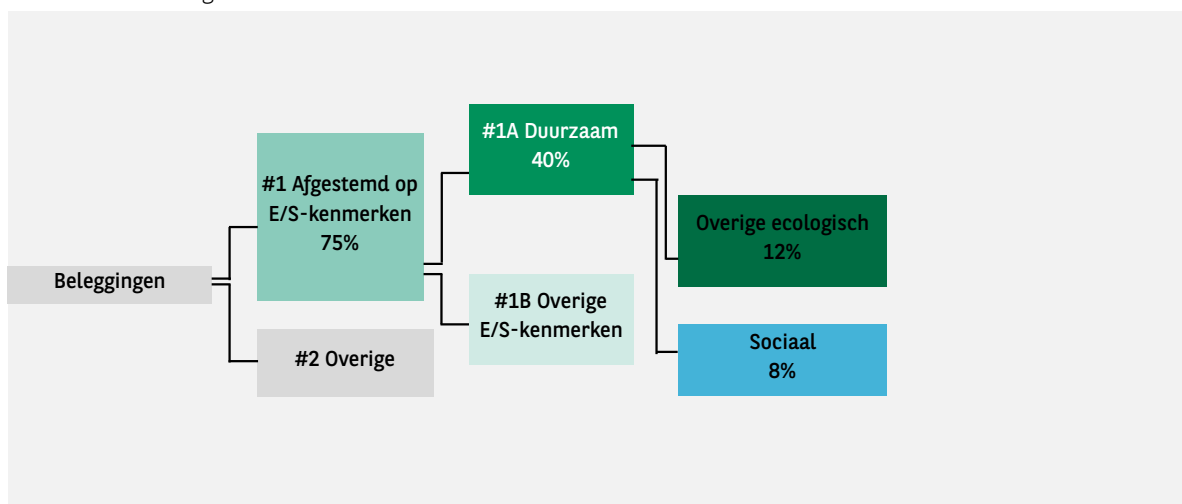 #1A Duurzaam
40%
#1 Afgestemd op
E/S-kenmerken
75%
Overige ecologisch
12%
Beleggingen
#1B Overige
E/S-kenmerken
#2 Overige
Sociaal
8%